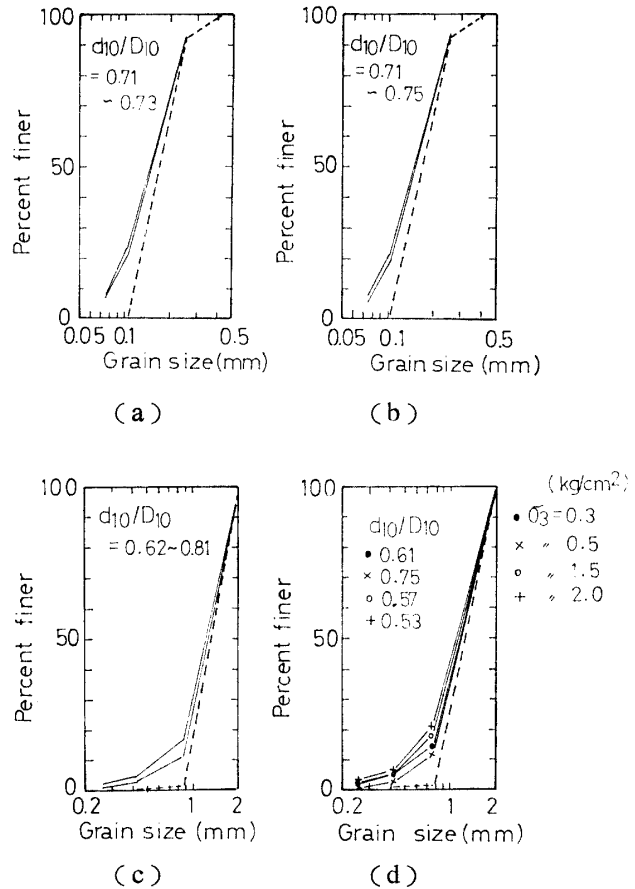 100
d10/D10
= 0.71
~ 0.73
50
0
0.05 0.1 0.5
Percent finer
Grain size (mm)
(a)
100
d10/D10
= 0.71
~ 0.75
50
0
0.05 0.1 0.5
Percent finer
Grain size (mm)
(b)
100
d10/D10
= 0.62~0.81
50
0
0.2 1 2
Percent finer
Grain size (mm)
(c)
100
d10/D10
● 0.61
× 0.75
○ 0.57
+ 0.53
50
0
0.2 1 2
Percent finer
Grain size (mm)
(d)
(kg/cm²)
● σ3 = 0.3
× 〃 0.5
○ 〃 1.5
+ 〃 2.0